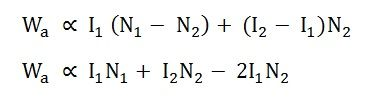 Wₐ ∝ I₁ (N₁ − N₂) + (I₂ − I₁)N₂
Wₐ ∝ I₁N₁ + I₂N₂ − 2I₁N₂